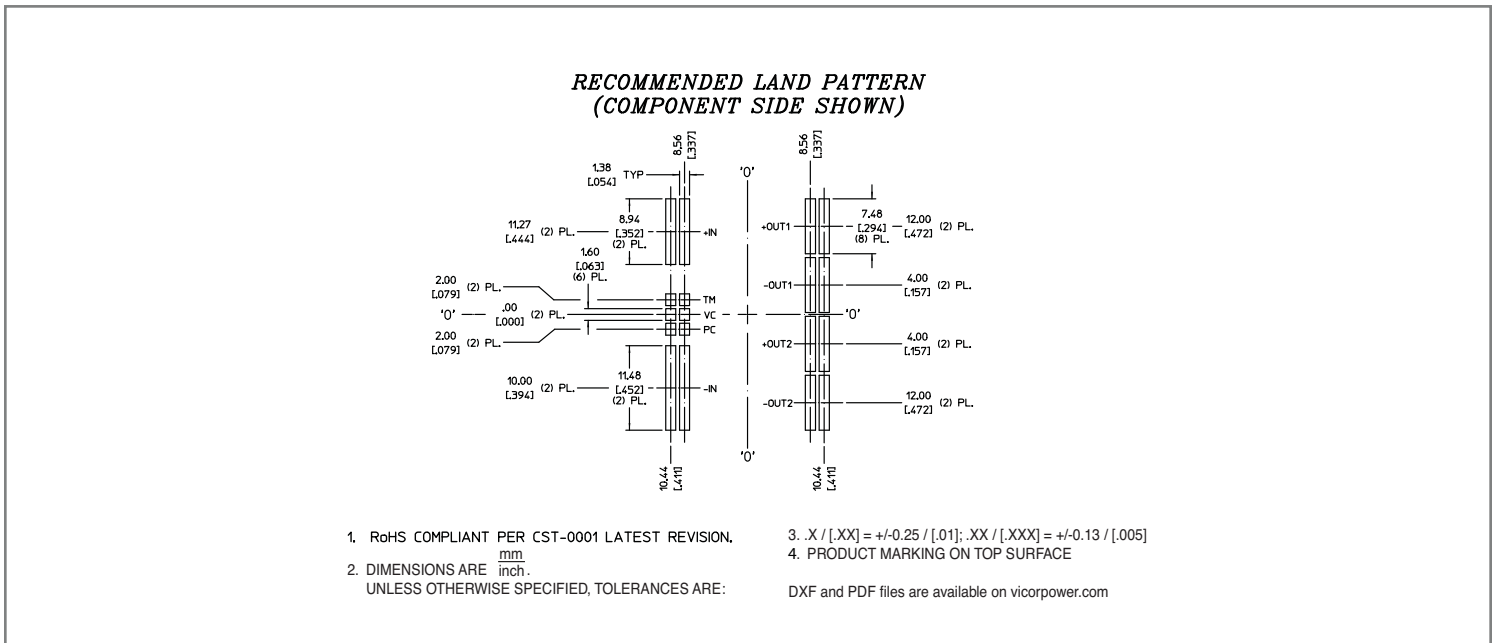 RECOMMENDED LAND PATTERN
(COMPONENT SIDE SHOWN)
8.56
[.337]
8.56
[.337]
1.38
[.054] TYP
'0'
11.27
[.444] (2) PL.
8.94
[.352]
(2) PL.
+IN
+OUT1
7.48
[.294]
(8) PL.
12.00
[.472] (2) PL.
1.60
[.063]
(6) PL.
2.00
[.079] (2) PL.
TM
-OUT1
4.00
[.157] (2) PL.
'0'
.00
[.000] (2) PL.
VC
'0'
2.00
[.079] (2) PL.
PC
+OUT2
4.00
[.157] (2) PL.
10.00
[.394] (2) PL.
11.48
[.452]
(2) PL.
-IN
-OUT2
12.00
[.472] (2) PL.
'0'
10.44
[.411]
10.44
[.411]
1. RoHS COMPLIANT PER CST-0001 LATEST REVISION.
2. DIMENSIONS ARE mm
inch.
UNLESS OTHERWISE SPECIFIED, TOLERANCES ARE:
3. .X / [.XX] = +/-0.25 / [.01]; .XX / [.XXX] = +/-0.13 / [.005]
4. PRODUCT MARKING ON TOP SURFACE
DXF and PDF files are available on vicorpower.com